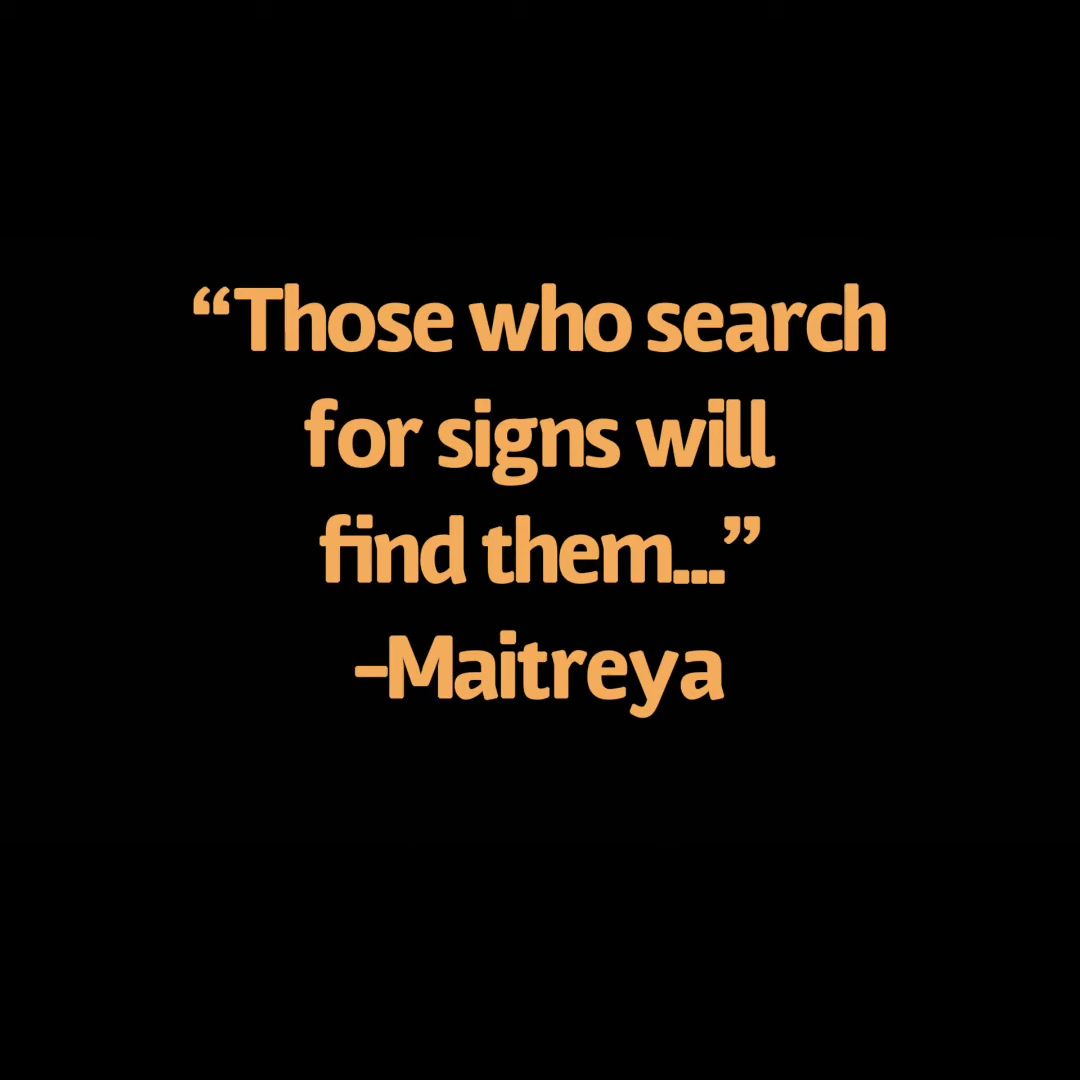 “Those who search
for signs will
find them...”
-Maitreya